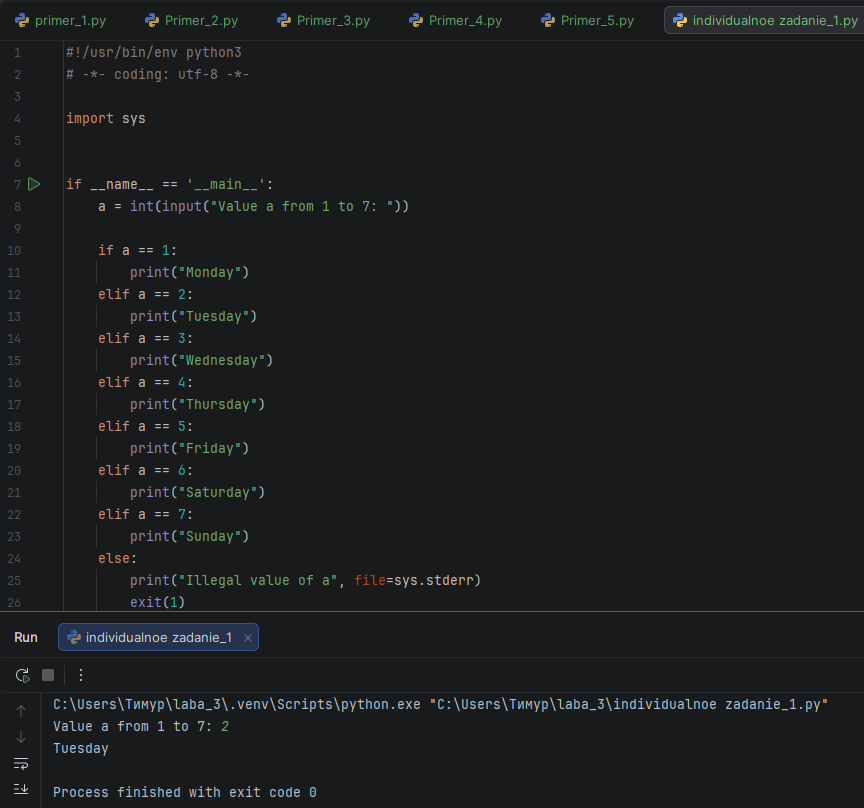 primer_1.py Primer_2.py Primer_3.py Primer_4.py Primer_5.py individualnoe zadanie_1.py
1 #!/usr/bin/env python3
2 # -*- coding: utf-8 -*-
3
4 import sys
5
6
7 if __name__ == '__main__':
8     a = int(input("Value a from 1 to 7: "))
9
10     if a == 1:
11         print("Monday")
12     elif a == 2:
13         print("Tuesday")
14     elif a == 3:
15         print("Wednesday")
16     elif a == 4:
17         print("Thursday")
18     elif a == 5:
19         print("Friday")
20     elif a == 6:
21         print("Saturday")
22     elif a == 7:
23         print("Sunday")
24     else:
25         print("Illegal value of a", file=sys.stderr)
26         exit(1)
Run individualnoe zadanie_1
C:\Users\Тимур\laba_3\.venv\Scripts\python.exe "C:\Users\Тимур\laba_3\individualnoe zadanie_1.py"
Value a from 1 to 7: 2
Tuesday
Process finished with exit code 0